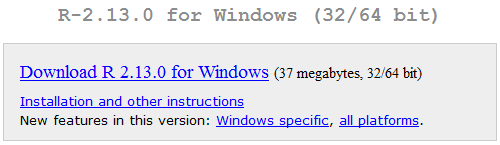 R-2.13.0 for Windows (32/64 bit)
Download R 2.13.0 for Windows (37 megabytes, 32/64 bit)
Installation and other instructions
New features in this version: Windows specific, all platforms.